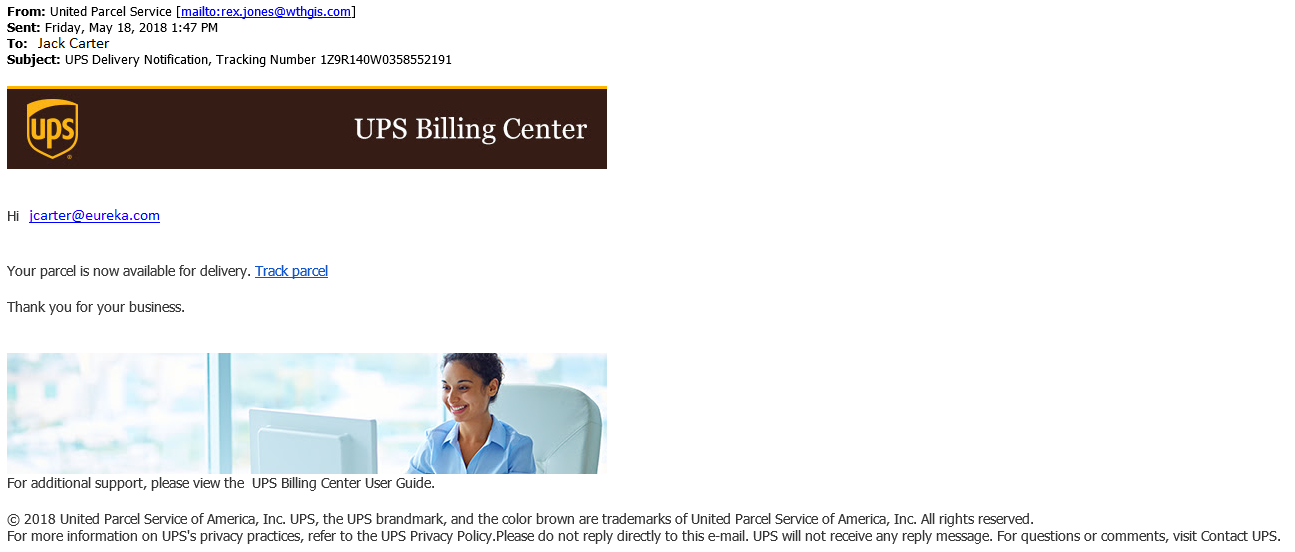 From: United Parcel Service [mailto:rex.jones@wthgis.com]
Sent: Friday, May 18, 2018 1:47 PM
To: Jack Carter
Subject: UPS Delivery Notification, Tracking Number 1Z9R140W0358552191
ups
UPS Billing Center
Hi jcarter@eureka.com
Your parcel is now available for delivery. Track parcel
Thank you for your business.
For additional support, please view the UPS Billing Center User Guide.
© 2018 United Parcel Service of America, Inc. UPS, the UPS brandmark, and the color brown are trademarks of United Parcel Service of America, Inc. All rights reserved.
For more information on UPS's privacy practices, refer to the UPS Privacy Policy.Please do not reply directly to this e-mail. UPS will not receive any reply message. For questions or comments, visit Contact UPS.